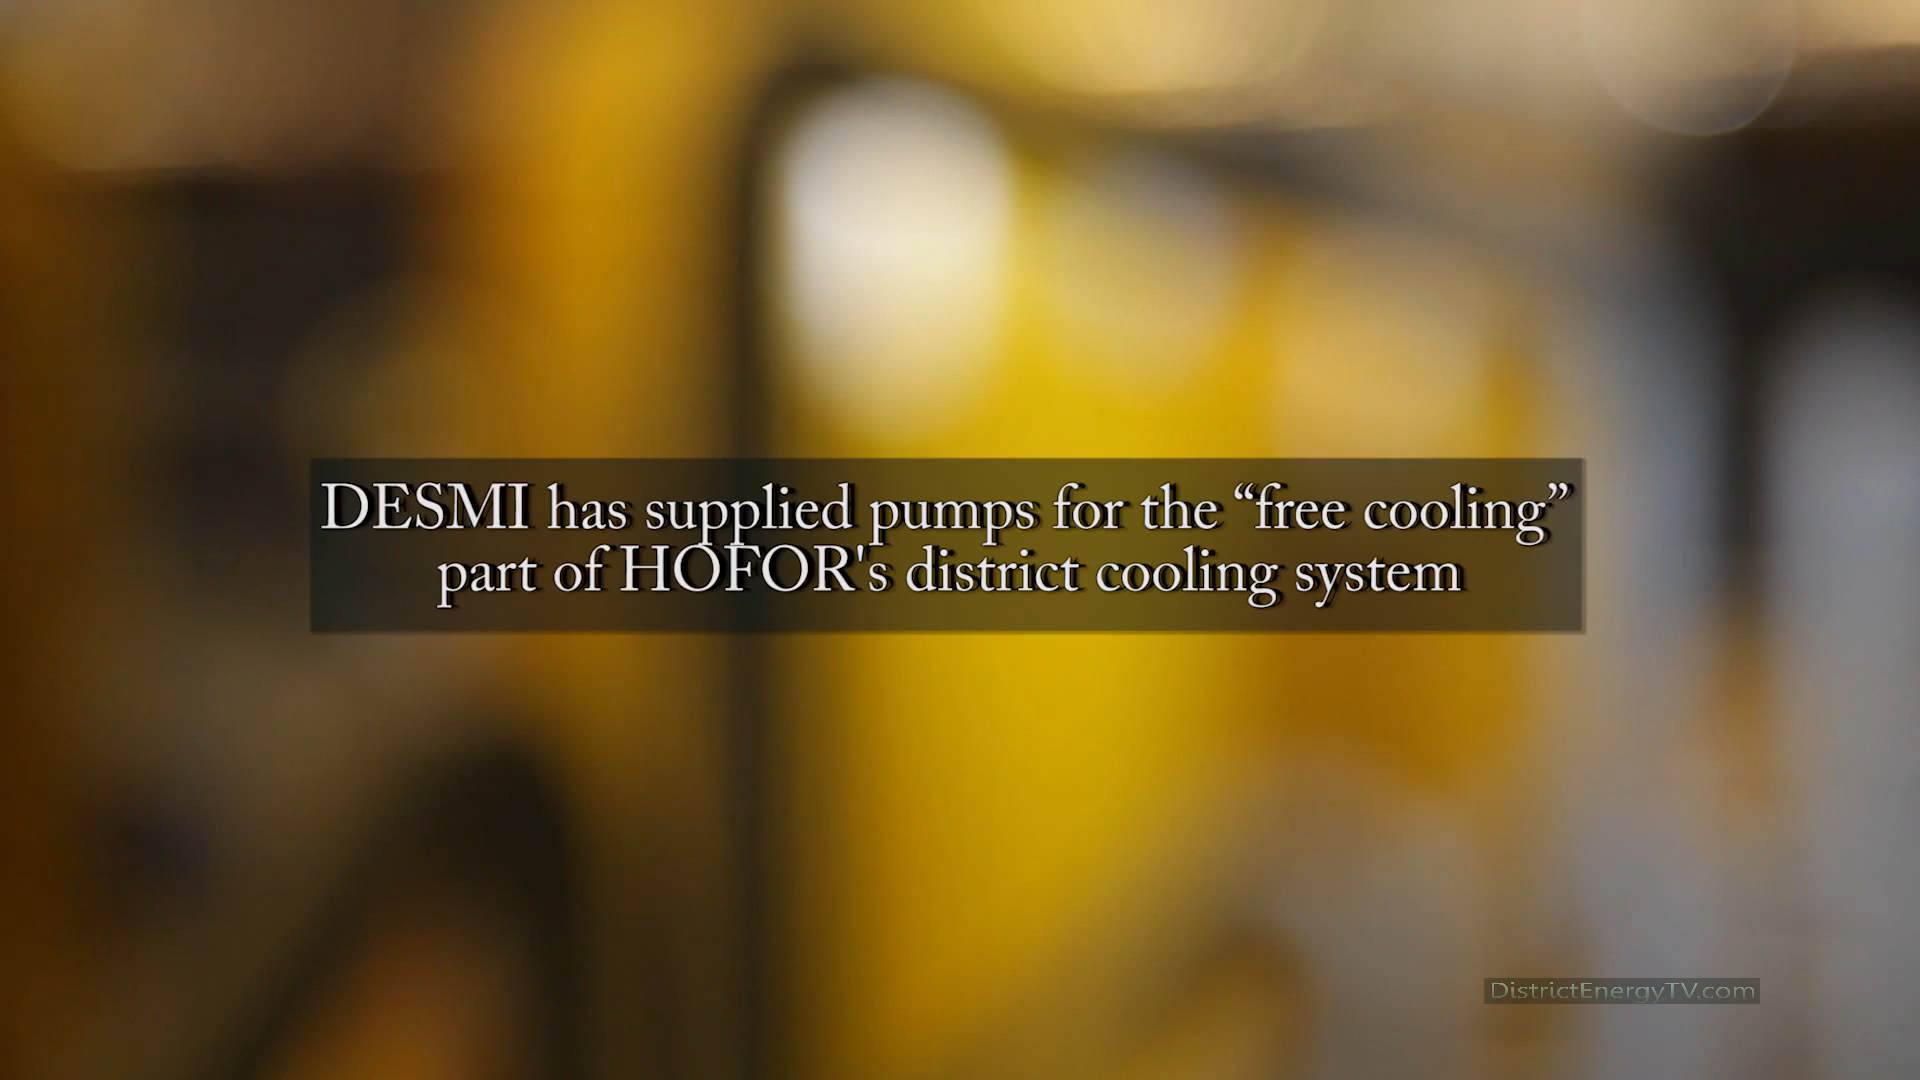 DESMI has supplied pumps for the “free cooling”
part of HOFOR's district cooling system
DistrictEnergyTV.com